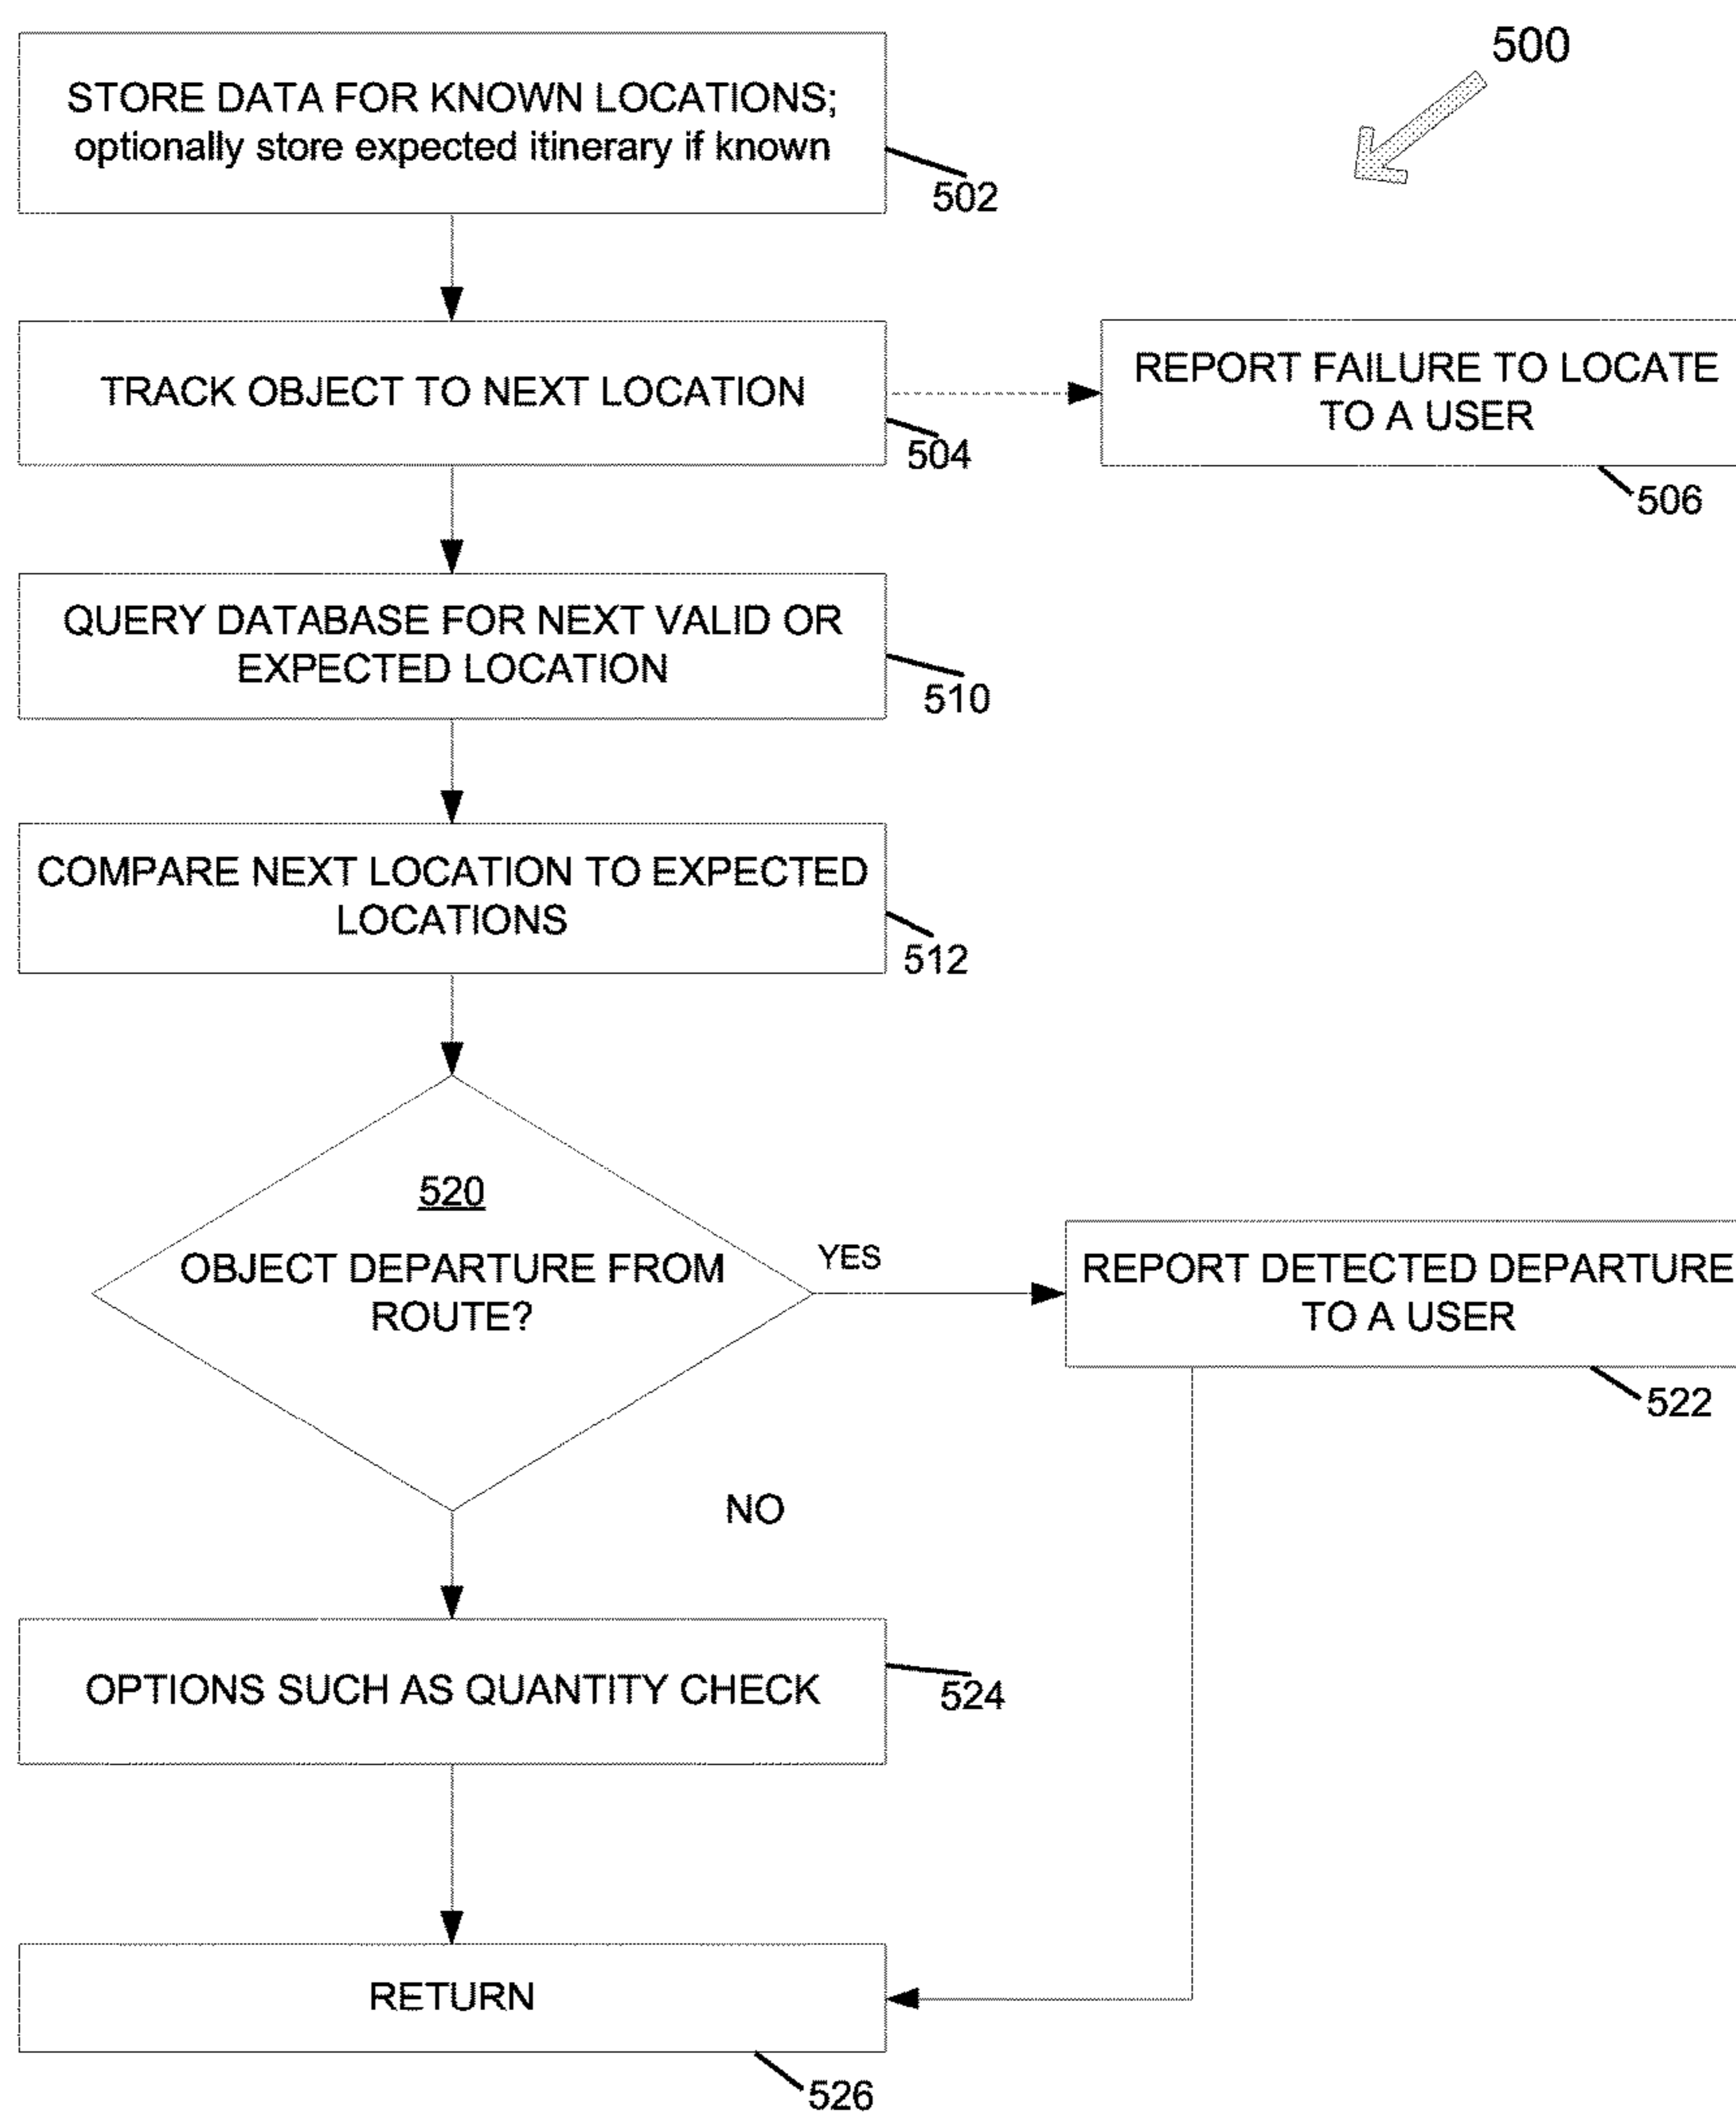 500
STORE DATA FOR KNOWN LOCATIONS;
optionally store expected itinerary if known
502
TRACK OBJECT TO NEXT LOCATION
504
REPORT FAILURE TO LOCATE
TO A USER
506
QUERY DATABASE FOR NEXT VALID OR
EXPECTED LOCATION
510
COMPARE NEXT LOCATION TO EXPECTED
LOCATIONS
512
520
OBJECT DEPARTURE FROM
ROUTE?
YES
REPORT DETECTED DEPARTURE
TO A USER
522
NO
OPTIONS SUCH AS QUANTITY CHECK
524
RETURN
526